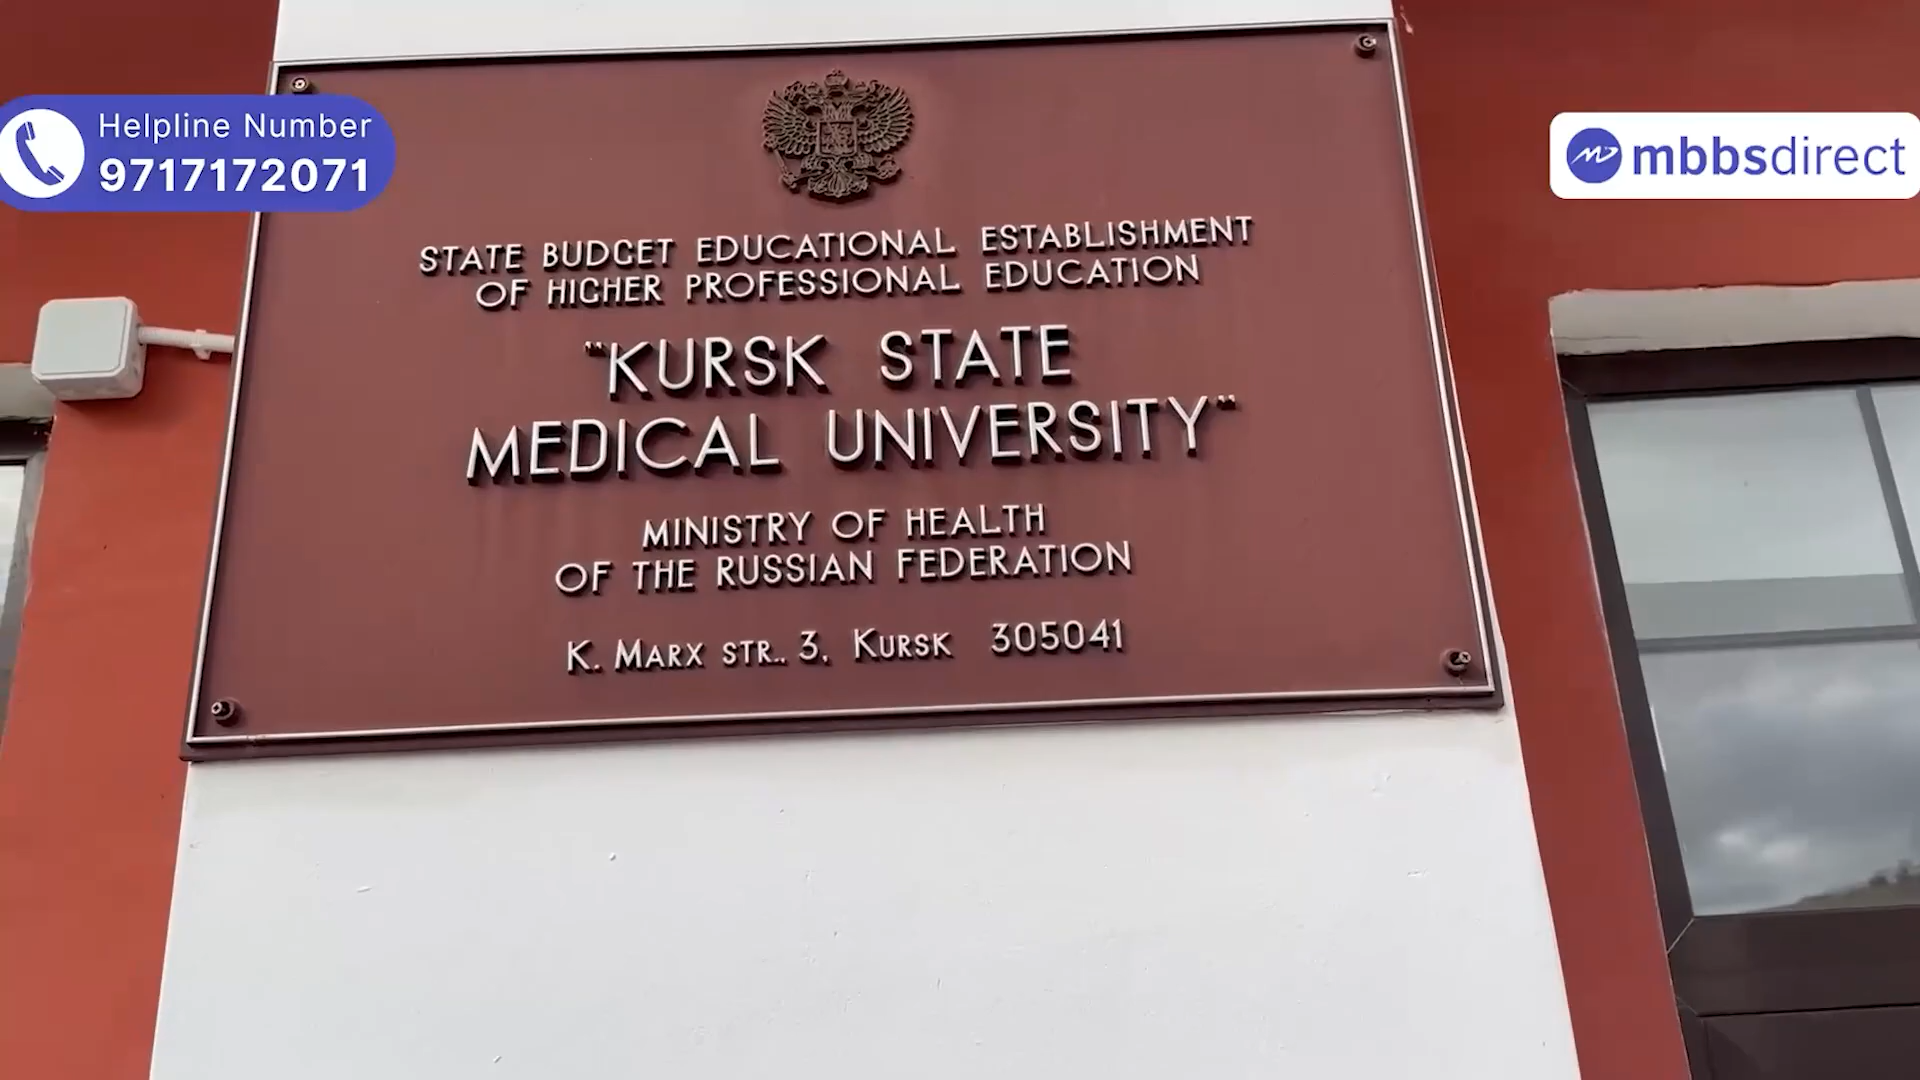 Helpline Number
9717172071
mbbsdirect
STATE BUDGET EDUCATIONAL ESTABLISHMENT
OF HIGHER PROFESSIONAL EDUCATION
"KURSK STATE
MEDICAL UNIVERSITY"
MINISTRY OF HEALTH
OF THE RUSSIAN FEDERATION
K. MARX STR., 3, KURSK 305041